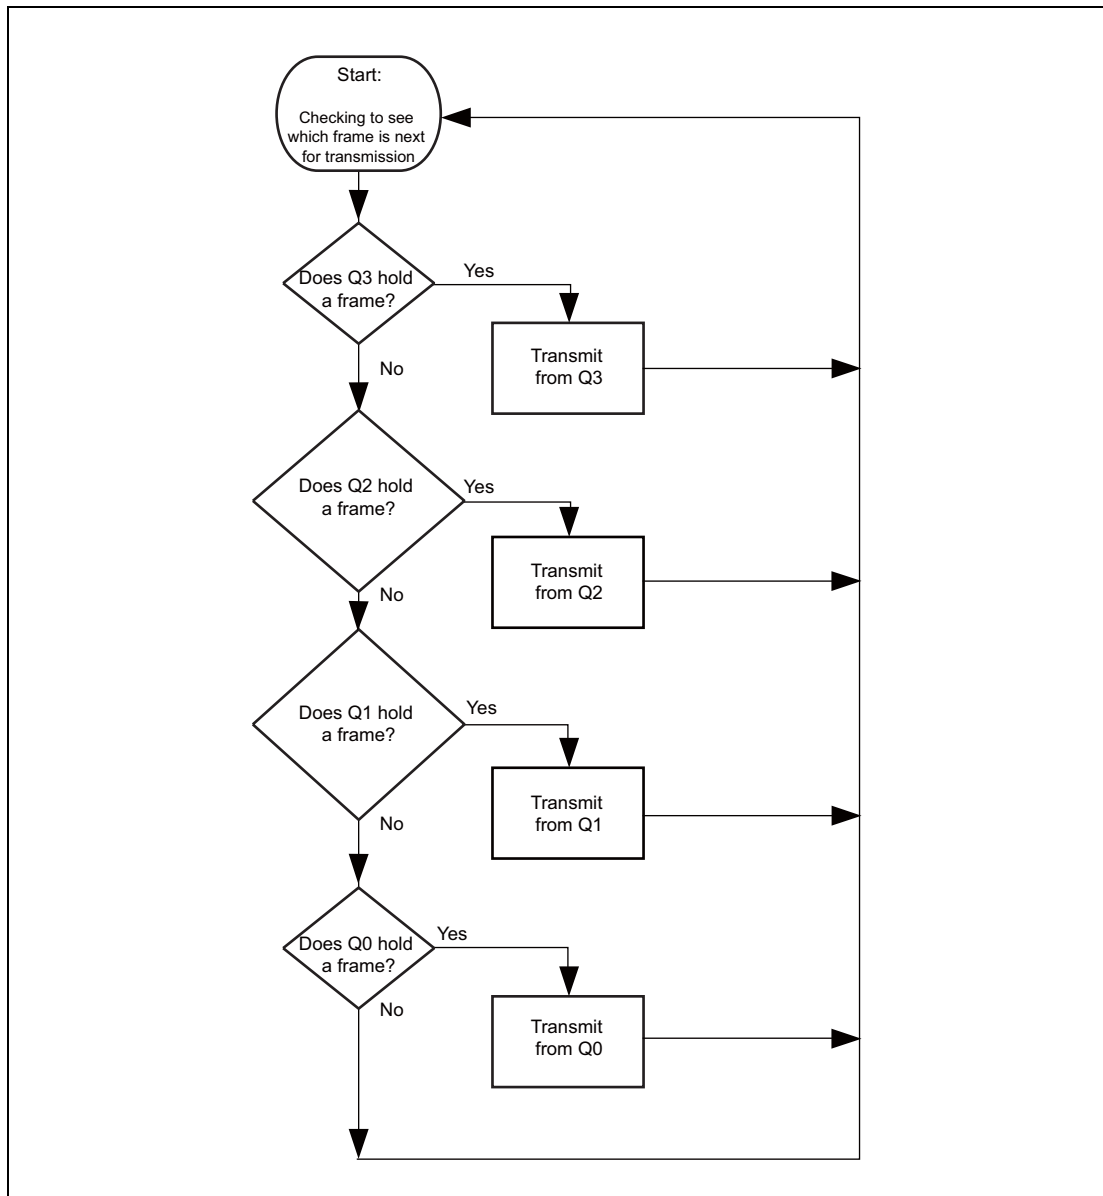 Start:
Checking to see
which frame is next
for transmission
Does Q3 hold
a frame?
Yes
Transmit
from Q3
No
Does Q2 hold
a frame?
Yes
Transmit
from Q2
No
Does Q1 hold
a frame?
Yes
Transmit
from Q1
No
Does Q0 hold
a frame?
Yes
Transmit
from Q0
No